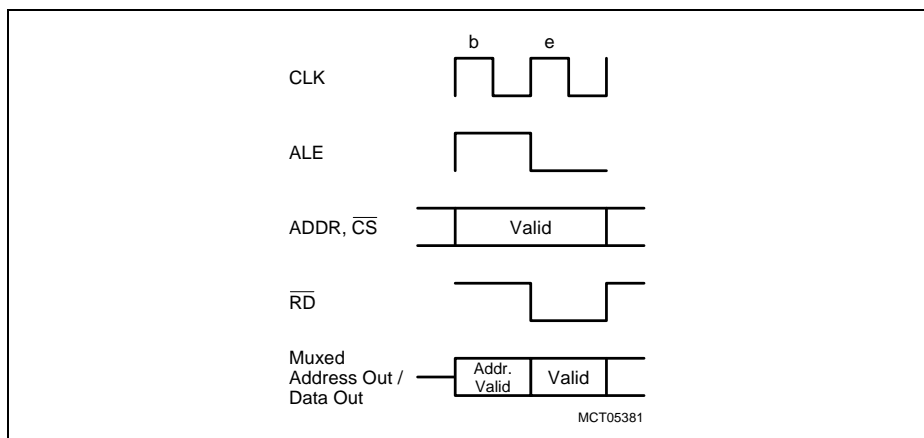 b e
CLK
ALE
ADDR, CS
Valid
RD
Muxed
Address Out /
Data Out
Addr.
Valid
Valid
MCT05381